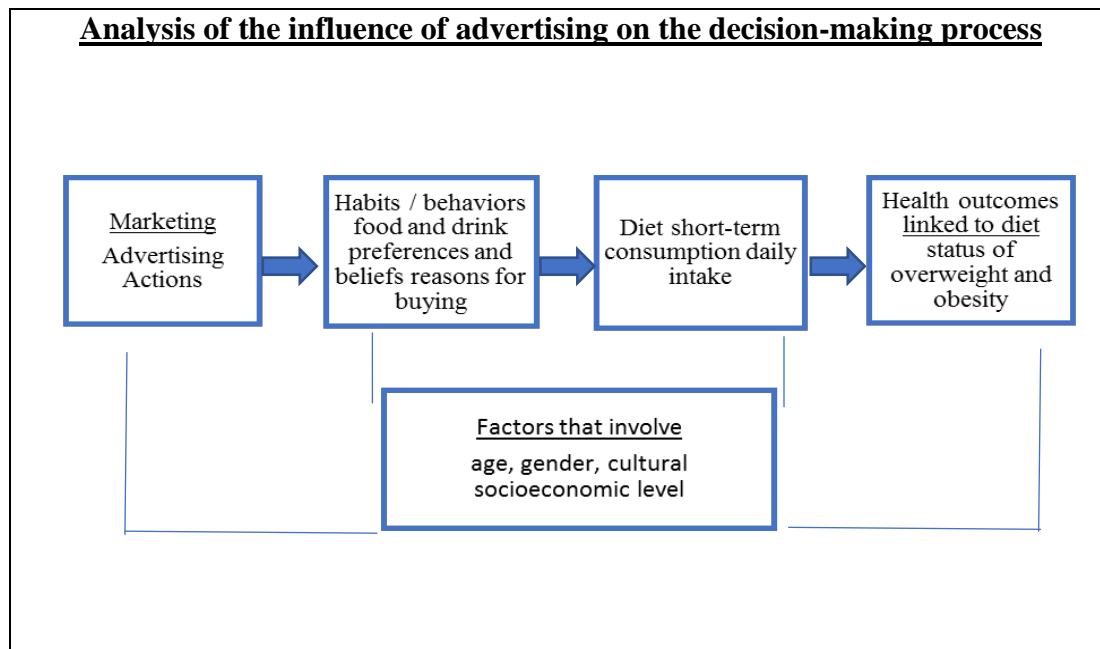 Analysis of the influence of advertising on the decision-making process
Marketing
Advertising
Actions
Habits / behaviors
food and drink
preferences and
beliefs reasons for
buying
Diet short-term
consumption daily
intake
Health outcomes
linked to diet
status of
overweight and
obesity
Factors that involve
age, gender, cultural
socioeconomic level